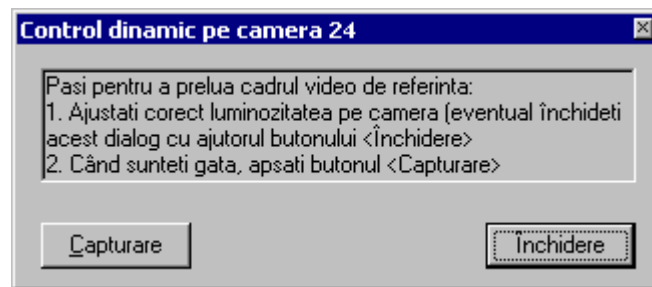 Control dinamic pe camera 24
Pasi pentru a prelua cadrul video de referinta:
1. Ajustati corect luminozitatea pe camera (eventual închideti
acest dialog cu ajutorul butonului <Închidere>
2. Când sunteti gata, apsati butonul <Capturare>
Capturare
Închidere